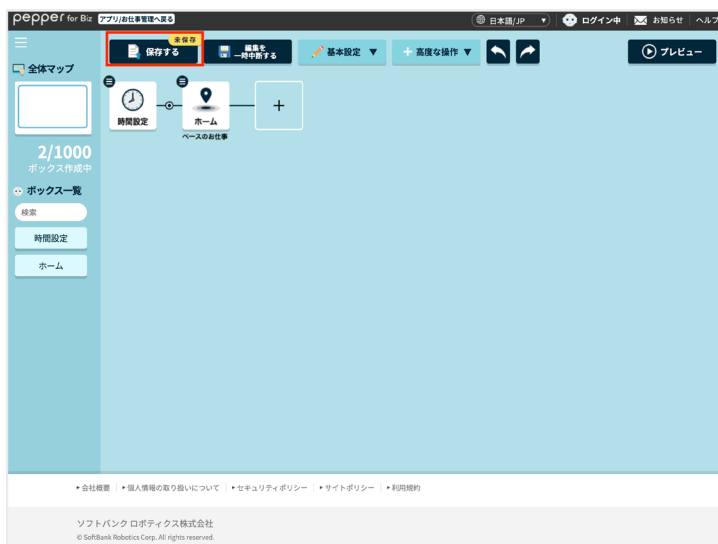 pepper for Biz アプリ/お仕事管理へ戻る 日本語/JP ▼ ログイン中 お知らせ ヘルプ
未保存
保存する 編集を一時中断する 基本設定 ▼ 高度な操作 ▼ プレビュー
全体マップ
時間設定 ホーム
ベースのお仕事
2/1000
ボックス作成中
ボックス一覧
検索
時間設定
ホーム
会社概要 個人情報の取り扱いについて セキュリティポリシー サイトポリシー 利用規約
ソフトバンク ロボティクス株式会社
© SoftBank Robotics Corp. All rights reserved.